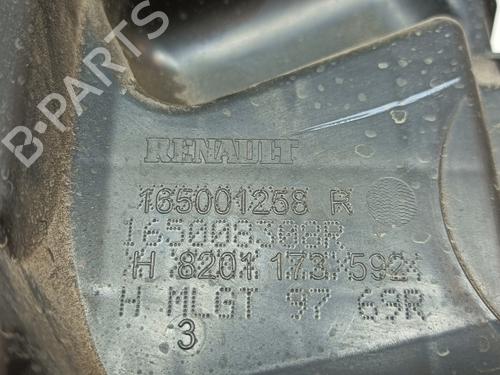 B-PARTS
RENAULT
165001258 R
165008308R
H 8201 173 592
H MLGT 97 69R
3